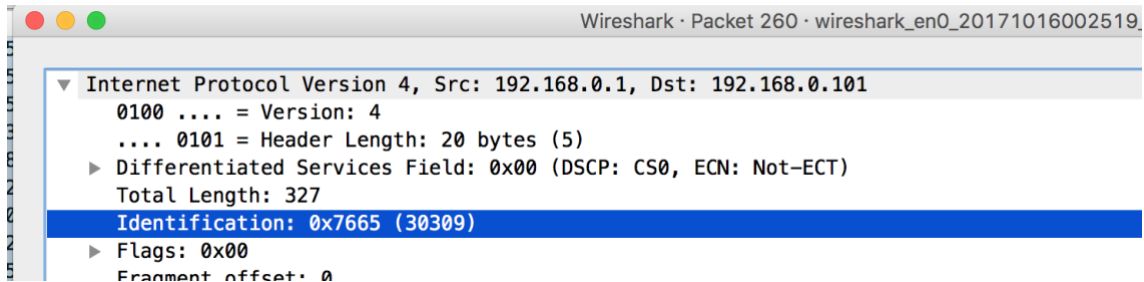 Wireshark · Packet 260 · wireshark_en0_20171016002519_
Internet Protocol Version 4, Src: 192.168.0.1, Dst: 192.168.0.101
0100 .... = Version: 4
.... 0101 = Header Length: 20 bytes (5)
Differentiated Services Field: 0x00 (DSCP: CS0, ECN: Not-ECT)
Total Length: 327
Identification: 0x7665 (30309)
Flags: 0x00
Fragment offset: 0